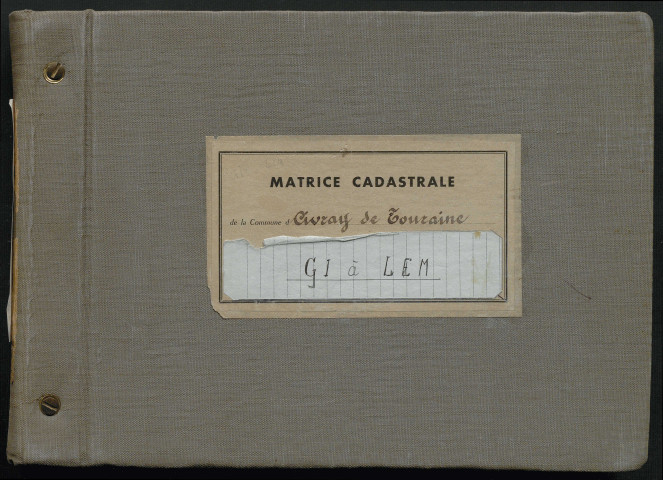 MATRICE CADASTRALE
de la Commune d Civray de Touraine
GI à LEM